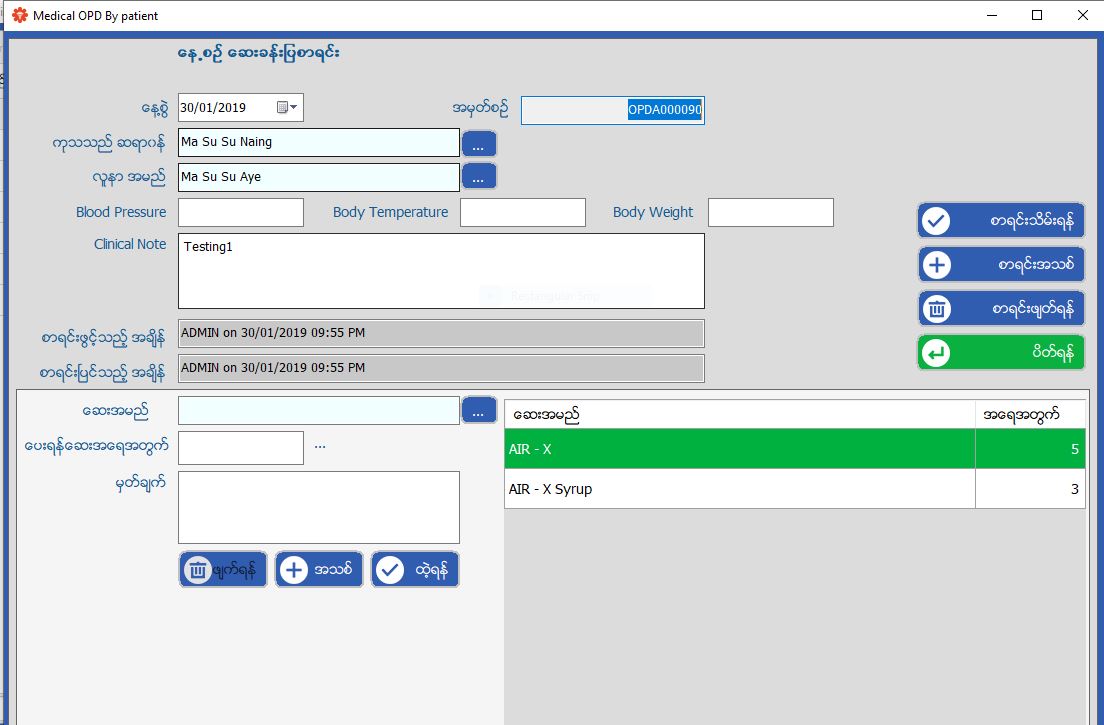 Medical OPD By patient
နေ့စဉ် ဆေးခန်းပြစာရင်း
နေ့စွဲ 30/01/2019 အမှတ်စဉ် OPDA000090
ကုသသည် ဆရာ၀န် Ma Su Su Naing ...
လူနာ အမည် Ma Su Su Aye ...
Blood Pressure Body Temperature Body Weight
စာရင်းသိမ်းရန်
Clinical Note Testing1
စာရင်းအသစ်
Rectangular Snip
စာရင်းဖျတ်ရန်
စာရင်းဖွင့်သည့် အချိန် ADMIN on 30/01/2019 09:55 PM
ပိတ်ရန်
စာရင်းပြင်သည့် အချိန် ADMIN on 30/01/2019 09:55 PM
ဆေးအမည် ...
ပေးရန်ဆေးအရေအတွက် ...
မှတ်ချက်
ဖျက်ရန် အသစ် ထဲ့ရန်
ဆေးအမည် အရေအတွက်
AIR - X 5
AIR - X Syrup 3